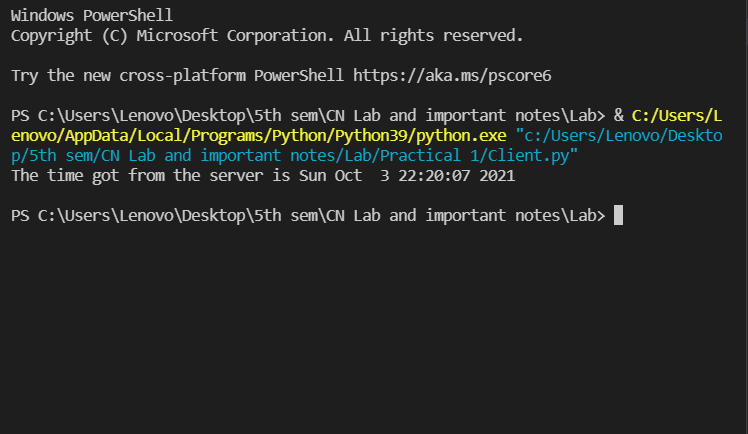 Windows PowerShell
Copyright (C) Microsoft Corporation. All rights reserved.
Try the new cross-platform PowerShell https://aka.ms/pscore6
PS C:\Users\Lenovo\Desktop\5th sem\CN Lab and important notes\Lab> & C:/Users/L
enovo/AppData/Local/Programs/Python/Python39/python.exe "c:/Users/Lenovo/Deskto
p/5th sem/CN Lab and important notes/Lab/Practical 1/Client.py"
The time got from the server is Sun Oct  3 22:20:07 2021
PS C:\Users\Lenovo\Desktop\5th sem\CN Lab and important notes\Lab>